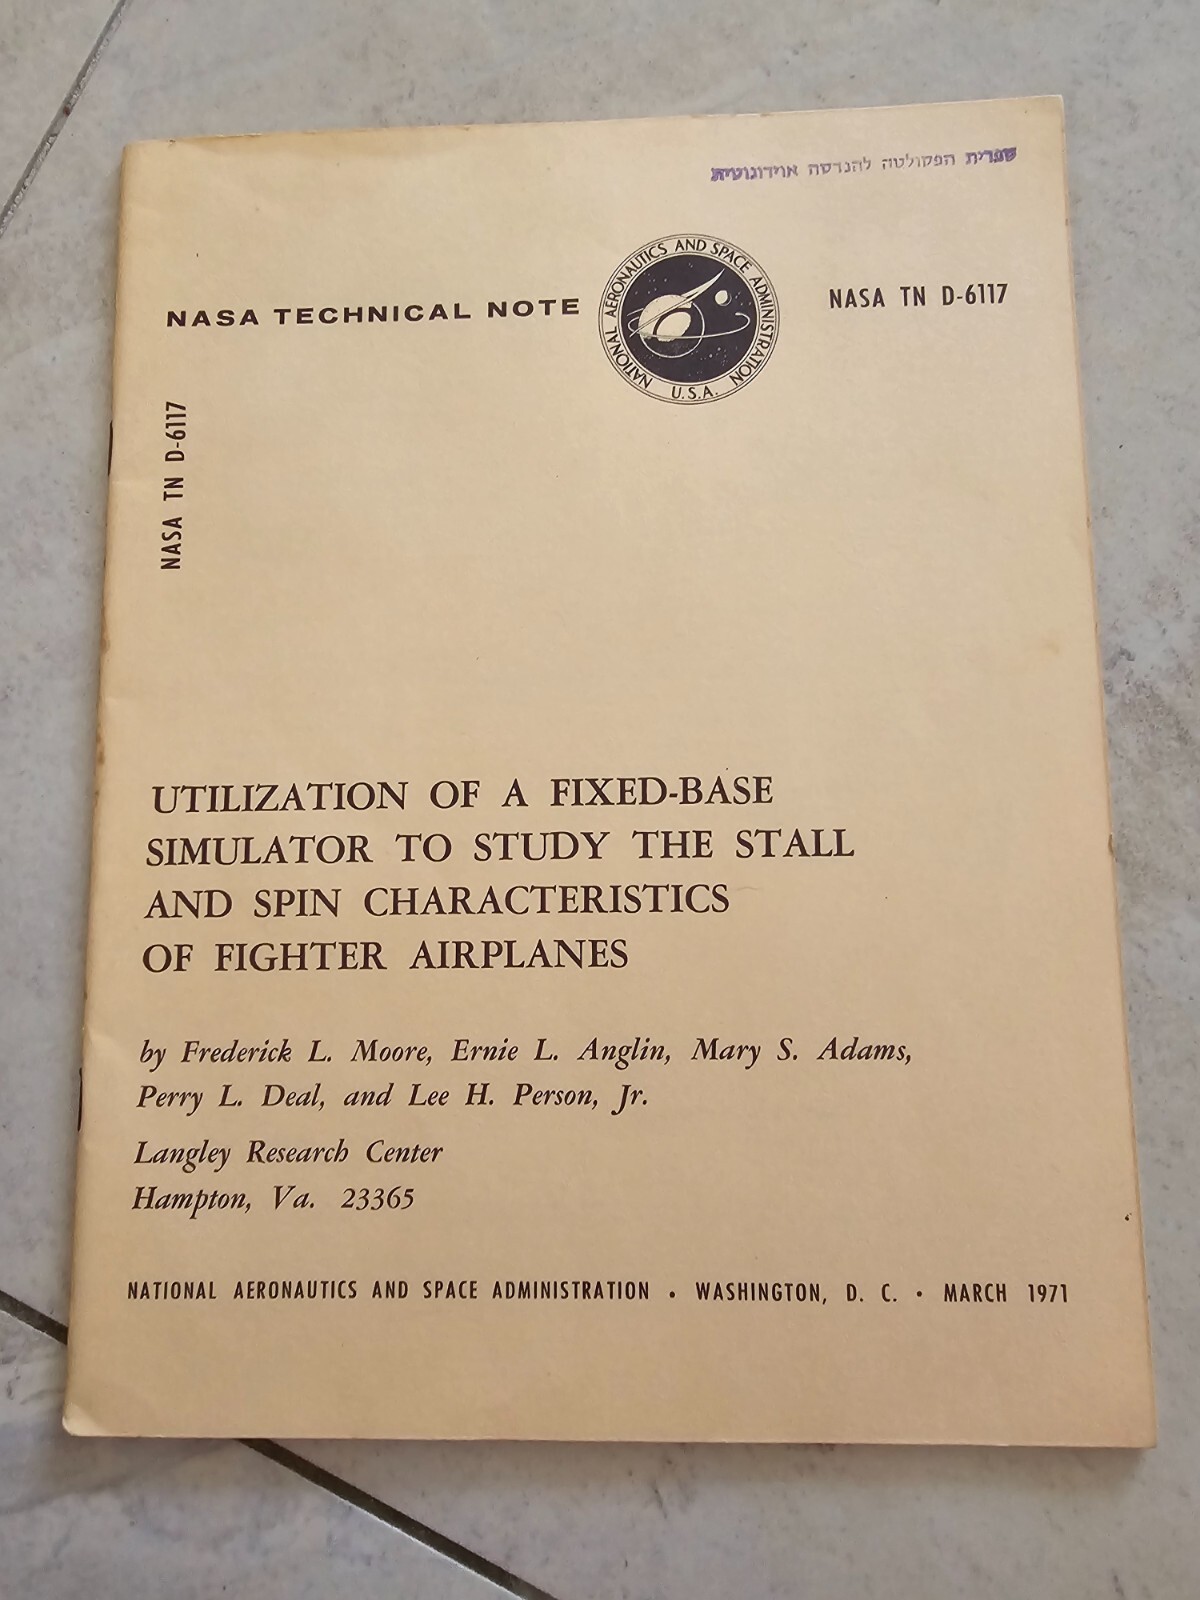 ספרית הפקולטה להנדסה אוירונוטית
NASA TECHNICAL NOTE
NATIONAL AERONAUTICS AND SPACE ADMINISTRATION
U.S.A.
NASA TN D-6117
NASA TN D-6117
UTILIZATION OF A FIXED-BASE
SIMULATOR TO STUDY THE STALL
AND SPIN CHARACTERISTICS
OF FIGHTER AIRPLANES
by Frederick L. Moore, Ernie L. Anglin, Mary S. Adams,
Perry L. Deal, and Lee H. Person, Jr.
Langley Research Center
Hampton, Va. 23365
NATIONAL AERONAUTICS AND SPACE ADMINISTRATION • WASHINGTON, D. C. • MARCH 1971